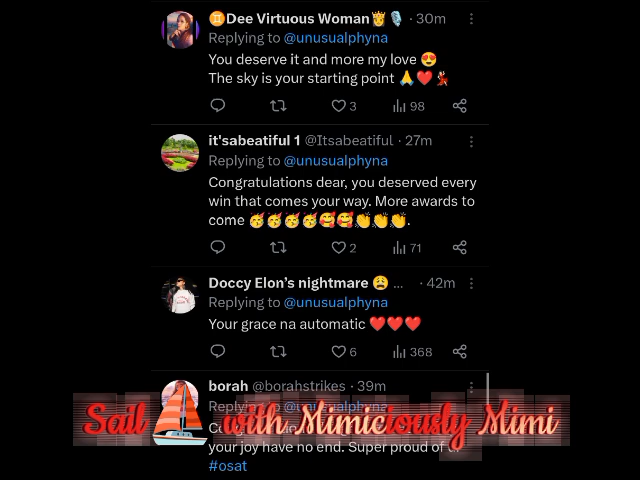 ♊Dee Virtuous Woman👸🎙️ · 30m
Replying to @unusualphyna
You deserve it and more my love 😍
The sky is your starting point 🙏❤️💃
3 98
it'sabeatiful 1 @Itsabeatiful · 27m
Replying to @unusualphyna
Congratulations dear, you deserved every
win that comes your way. More awards to
come 🥳🥳🥳🥳🥰🥰👏👏👏.
2 71
Doccy Elon's nightmare 😩 ... · 42m
Replying to @unusualphyna
Your grace na automatic ❤️❤️❤️
6 368
borah @borahstrikes · 39m
Replying to @unusualphyna
Sail with Mimiciously Mimi
your joy have no end. Super proud of
#osat